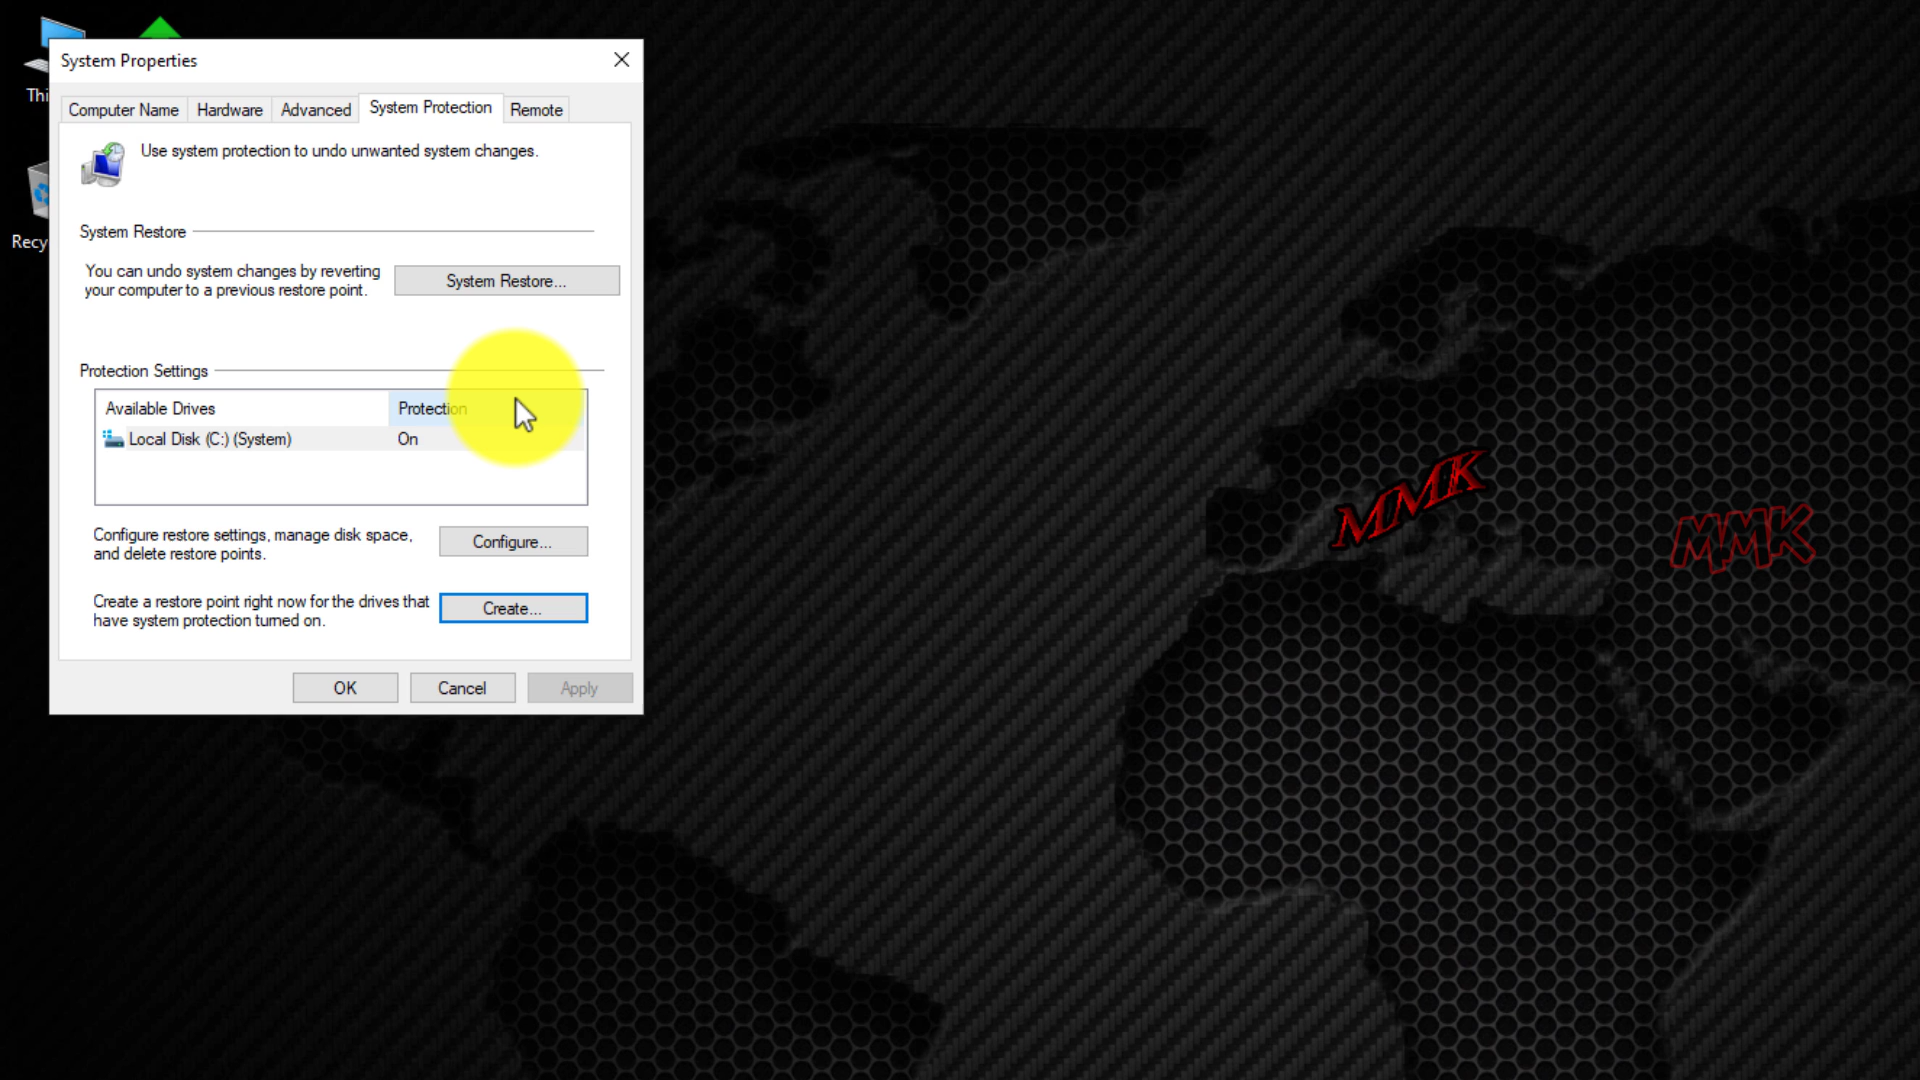 System Properties
Thi
Computer Name Hardware Advanced System Protection Remote
Use system protection to undo unwanted system changes.
Recy
System Restore
You can undo system changes by reverting
your computer to a previous restore point.
System Restore...
Protection Settings
Available Drives Protection
Local Disk (C:) (System) On
Configure restore settings, manage disk space,
and delete restore points.
Configure...
Create a restore point right now for the drives that
have system protection turned on.
Create...
OK Cancel Apply
MMK
MMK